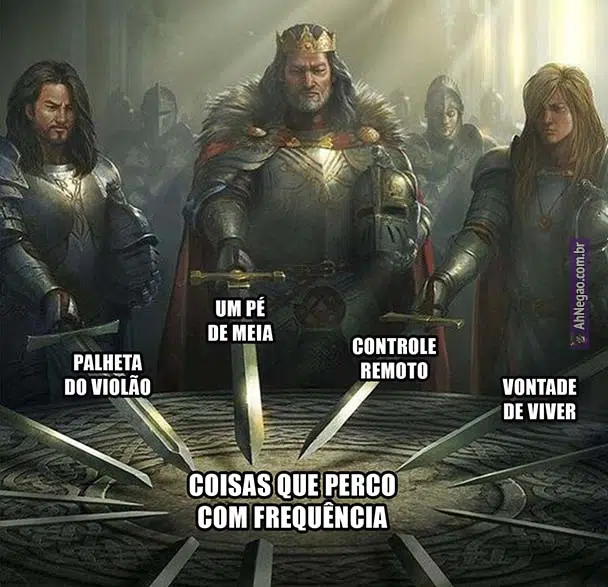 UM PÉ
DE MEIA
CONTROLE
REMOTO
PALHETA
DO VIOLÃO
VONTADE
DE VIVER
COISAS QUE PERCO
COM FREQUÊNCIA
AhNegao.com.br